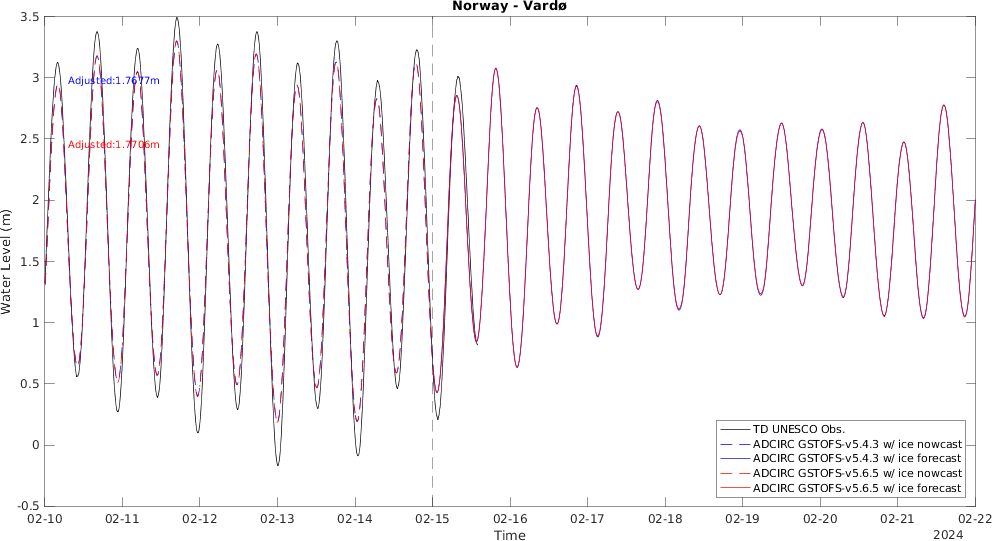 Norway - Vardø
3.5
3
2.5
2
1.5
1
0.5
0
-0.5
Water Level (m)
Adjusted:1.7677m
Adjusted:1.7706m
TD UNESCO Obs.
ADCIRC GSTOFS-v5.4.3 w/ ice nowcast
ADCIRC GSTOFS-v5.4.3 w/ ice forecast
ADCIRC GSTOFS-v5.6.5 w/ ice nowcast
ADCIRC GSTOFS-v5.6.5 w/ ice forecast
02-10 02-11 02-12 02-13 02-14 02-15 02-16 02-17 02-18 02-19 02-20 02-21 02-22
Time
2024